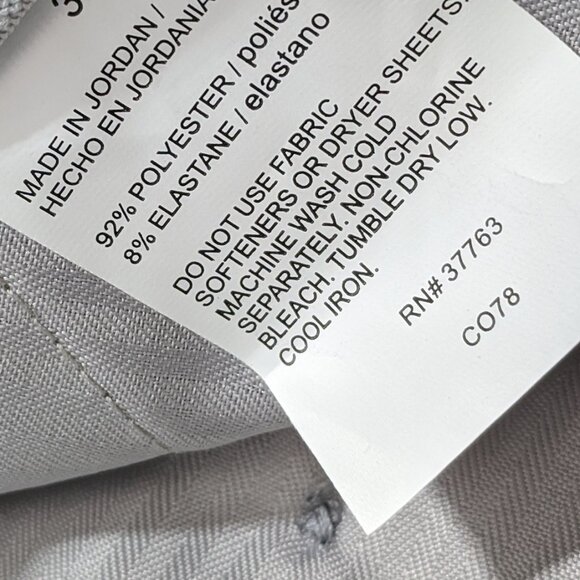 3
MADE IN JORDAN /
HECHO EN JORDANIA
92% POLYESTER / poliés
8% ELASTANE / elastano
DO NOT USE FABRIC
SOFTENERS OR DRYER SHEETS.
MACHINE WASH COLD
SEPARATELY. NON-CHLORINE
BLEACH. TUMBLE DRY LOW.
COOL IRON.
RN# 37763
CO78